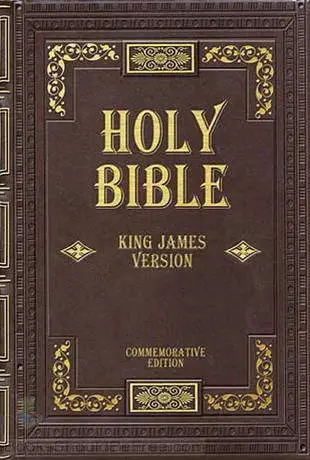 HOLY
BIBLE
KING JAMES
VERSION
COMMEMORATIVE
EDITION